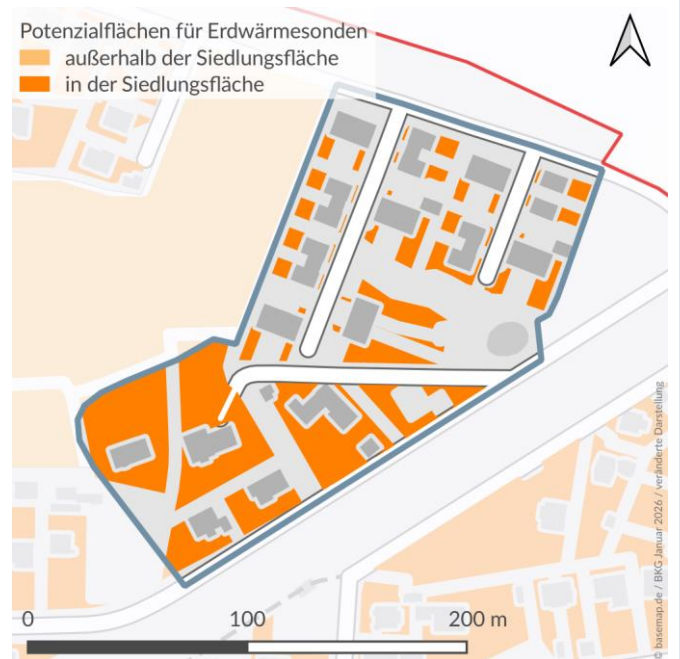 Potenzialflächen für Erdwärmesonden
außerhalb der Siedlungsfläche
in der Siedlungsfläche
© basemap.de / BKG Januar 2026 / veränderte Darstellung
0 100 200 m